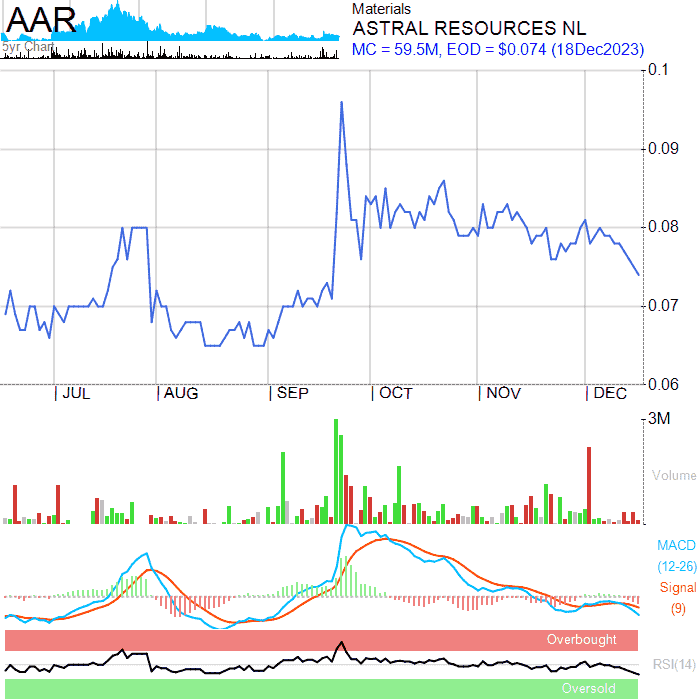 AAR
5yr Chart
Materials
ASTRAL RESOURCES NL
MC = 59.5M, EOD = $0.074 (18Dec2023)
0.1
0.09
0.08
0.07
0.06
JUL AUG SEP OCT NOV DEC
3M
Volume
MACD
(12-26)
Signal
(9)
Overbought
RSI(14)
Oversold